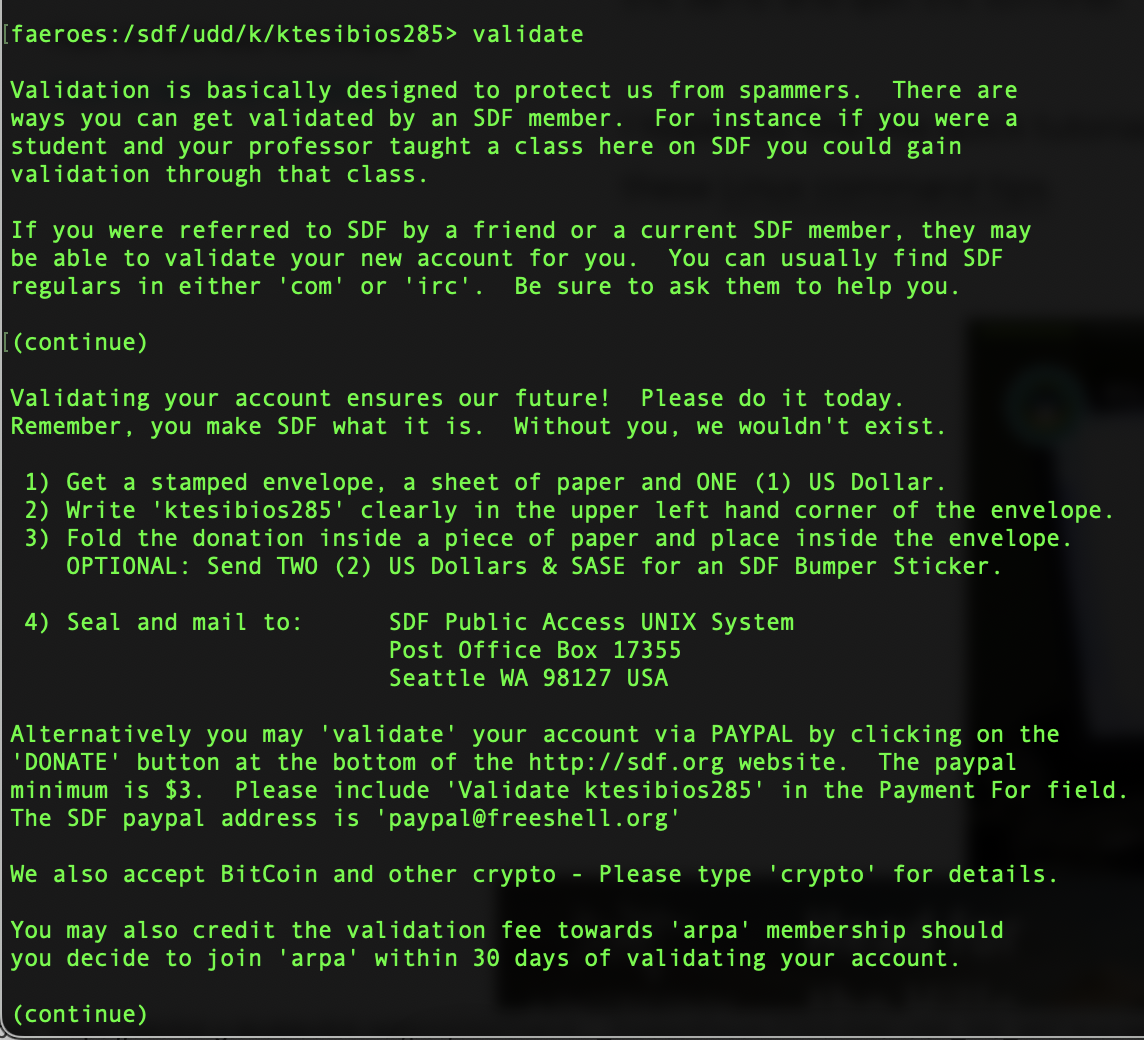 [faeroes:/sdf/udd/k/ktesibios285> validate
Validation is basically designed to protect us from spammers.  There are
ways you can get validated by an SDF member.  For instance if you were a
student and your professor taught a class here on SDF you could gain
validation through that class.
If you were referred to SDF by a friend or a current SDF member, they may
be able to validate your new account for you.  You can usually find SDF
regulars in either 'com' or 'irc'.  Be sure to ask them to help you.
[(continue)
Validating your account ensures our future!  Please do it today.
Remember, you make SDF what it is.  Without you, we wouldn't exist.
1) Get a stamped envelope, a sheet of paper and ONE (1) US Dollar.
2) Write 'ktesibios285' clearly in the upper left hand corner of the envelope.
3) Fold the donation inside a piece of paper and place inside the envelope.
OPTIONAL: Send TWO (2) US Dollars & SASE for an SDF Bumper Sticker.
4) Seal and mail to:      SDF Public Access UNIX System
Post Office Box 17355
Seattle WA 98127 USA
Alternatively you may 'validate' your account via PAYPAL by clicking on the
'DONATE' button at the bottom of the http://sdf.org website.  The paypal
minimum is $3.  Please include 'Validate ktesibios285' in the Payment For field.
The SDF paypal address is 'paypal@freeshell.org'
We also accept BitCoin and other crypto - Please type 'crypto' for details.
You may also credit the validation fee towards 'arpa' membership should
you decide to join 'arpa' within 30 days of validating your account.
(continue)